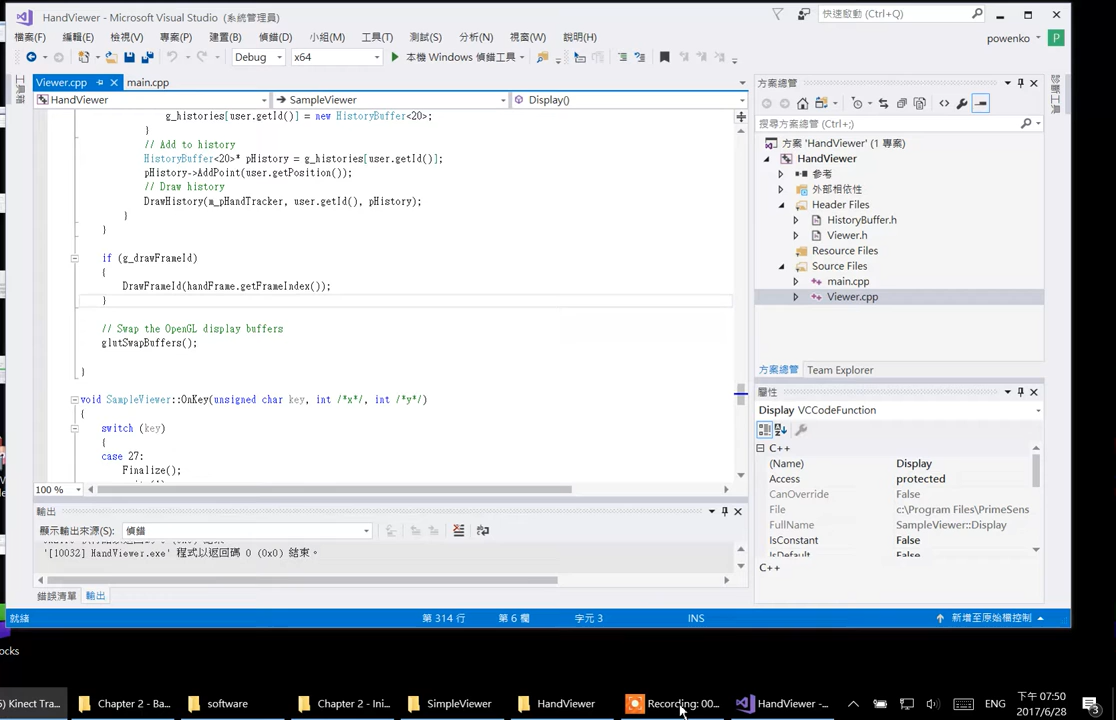 HandViewer - Microsoft Visual Studio (系統管理員)
快速啟動 (Ctrl+Q)
檔案(F) 編輯(E) 檢視(V) 專案(P) 建置(B) 偵錯(D) 小組(M) 工具(T) 測試(S) 分析(N) 視窗(W) 說明(H)
powenko P
Debug x64 本機 Windows 偵錯工具
工具箱
Viewer.cpp main.cpp
HandViewer SampleViewer Display()
g_histories[user.getId()] = new HistoryBuffer<20>;
}
// Add to history
HistoryBuffer<20>* pHistory = g_histories[user.getId()];
pHistory->AddPoint(user.getPosition());
// Draw history
DrawHistory(m_pHandTracker, user.getId(), pHistory);
}
}
if (g_drawFrameId)
{
DrawFrameId(handFrame.getFrameIndex());
}
// Swap the OpenGL display buffers
glutSwapBuffers();
}
void SampleViewer::OnKey(unsigned char key, int /*x*/, int /*y*/)
{
switch (key)
{
case 27:
Finalize();
100 %
輸出
顯示輸出來源(S): 偵錯
'[10032] HandViewer.exe' 程式以返回碼 0 (0x0) 結束。
錯誤清單 輸出
方案總管
搜尋方案總管 (Ctrl+;)
方案 'HandViewer' (1 專案)
HandViewer
參考
外部相依性
Header Files
HistoryBuffer.h
Viewer.h
Resource Files
Source Files
main.cpp
Viewer.cpp
方案總管 Team Explorer
屬性
Display VCCodeFunction
C++
(Name) Display
Access protected
CanOverride False
File c:\Program Files\PrimeSens
FullName SampleViewer::Display
IsConstant False
IsDefault False
C++
診斷工具
就緒 第 314 行 第 6 欄 字元 3 INS 新增至原始檔控制
ocks
) Kinect Tra... Chapter 2 - Ba... software Chapter 2 - Ini... SimpleViewer HandViewer Recording: 00... HandViewer -... ENG 下午 07:50
2017/6/28 3